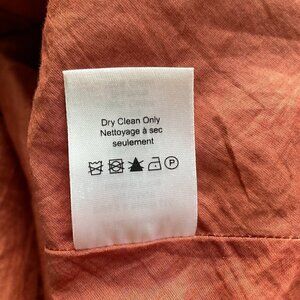 Dry Clean Only
Nettoyage à sec
seulement
P